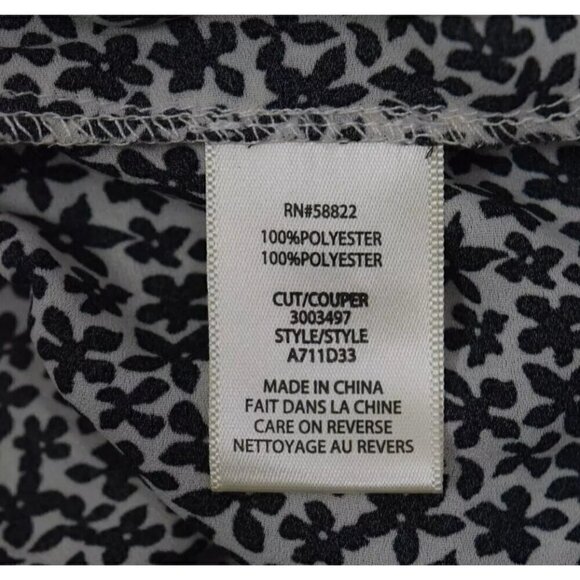 RN#58822
100%POLYESTER
100%POLYESTER
CUT/COUPER
3003497
STYLE/STYLE
A711D33
MADE IN CHINA
FAIT DANS LA CHINE
CARE ON REVERSE
NETTOYAGE AU REVERS